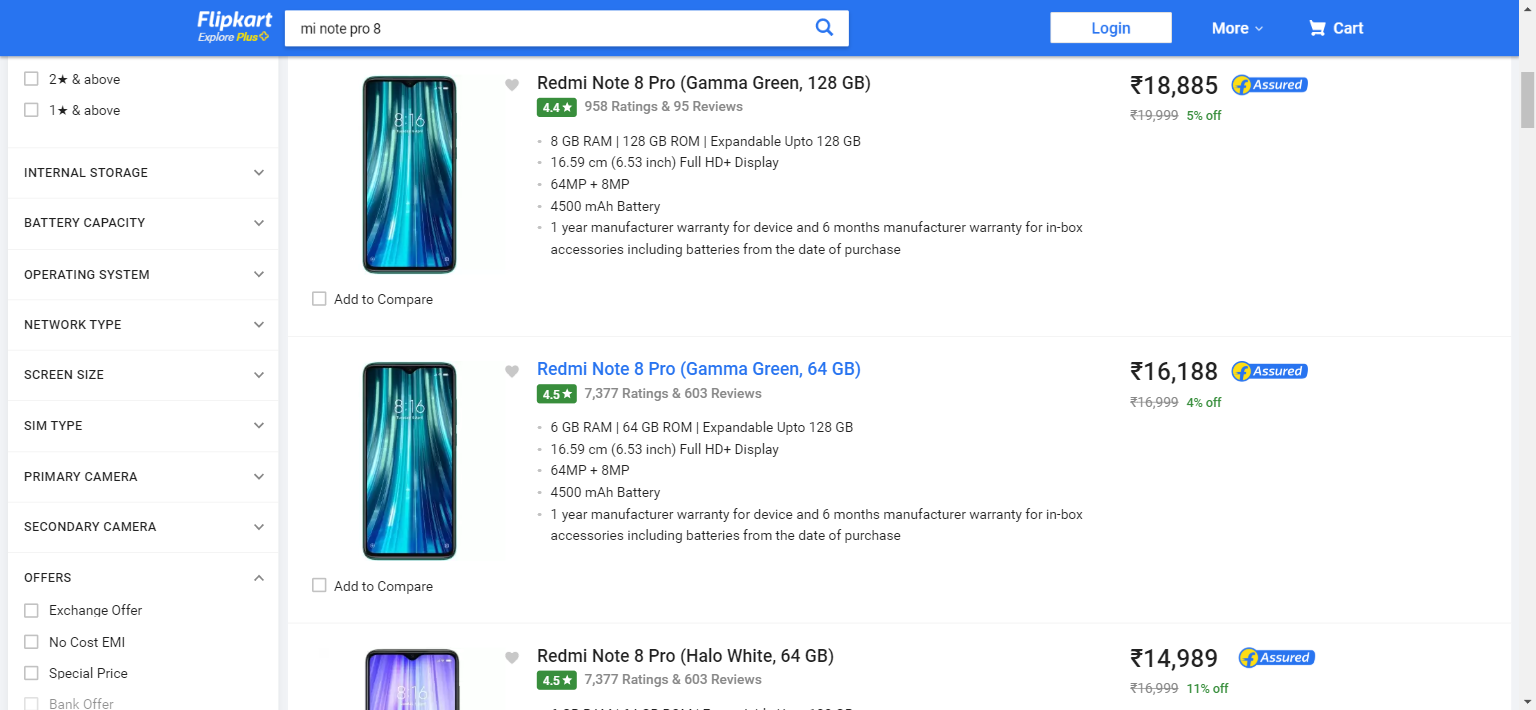 Flipkart
Explore Plus
mi note pro 8
Login
More
Cart
2★ & above
1★ & above
INTERNAL STORAGE
BATTERY CAPACITY
OPERATING SYSTEM
NETWORK TYPE
SCREEN SIZE
SIM TYPE
PRIMARY CAMERA
SECONDARY CAMERA
OFFERS
Exchange Offer
No Cost EMI
Special Price
Bank Offer
8:16
Redmi Note 8 Pro (Gamma Green, 128 GB)
4.4★ 958 Ratings & 95 Reviews
8 GB RAM | 128 GB ROM | Expandable Upto 128 GB
16.59 cm (6.53 inch) Full HD+ Display
64MP + 8MP
4500 mAh Battery
1 year manufacturer warranty for device and 6 months manufacturer warranty for in-box
accessories including batteries from the date of purchase
₹18,885 Assured
₹19,999 5% off
Add to Compare
8:16
Redmi Note 8 Pro (Gamma Green, 64 GB)
4.5★ 7,377 Ratings & 603 Reviews
6 GB RAM | 64 GB ROM | Expandable Upto 128 GB
16.59 cm (6.53 inch) Full HD+ Display
64MP + 8MP
4500 mAh Battery
1 year manufacturer warranty for device and 6 months manufacturer warranty for in-box
accessories including batteries from the date of purchase
₹16,188 Assured
₹16,999 4% off
Add to Compare
8:16
Redmi Note 8 Pro (Halo White, 64 GB)
4.5★ 7,377 Ratings & 603 Reviews
₹14,989 Assured
₹16,999 11% off